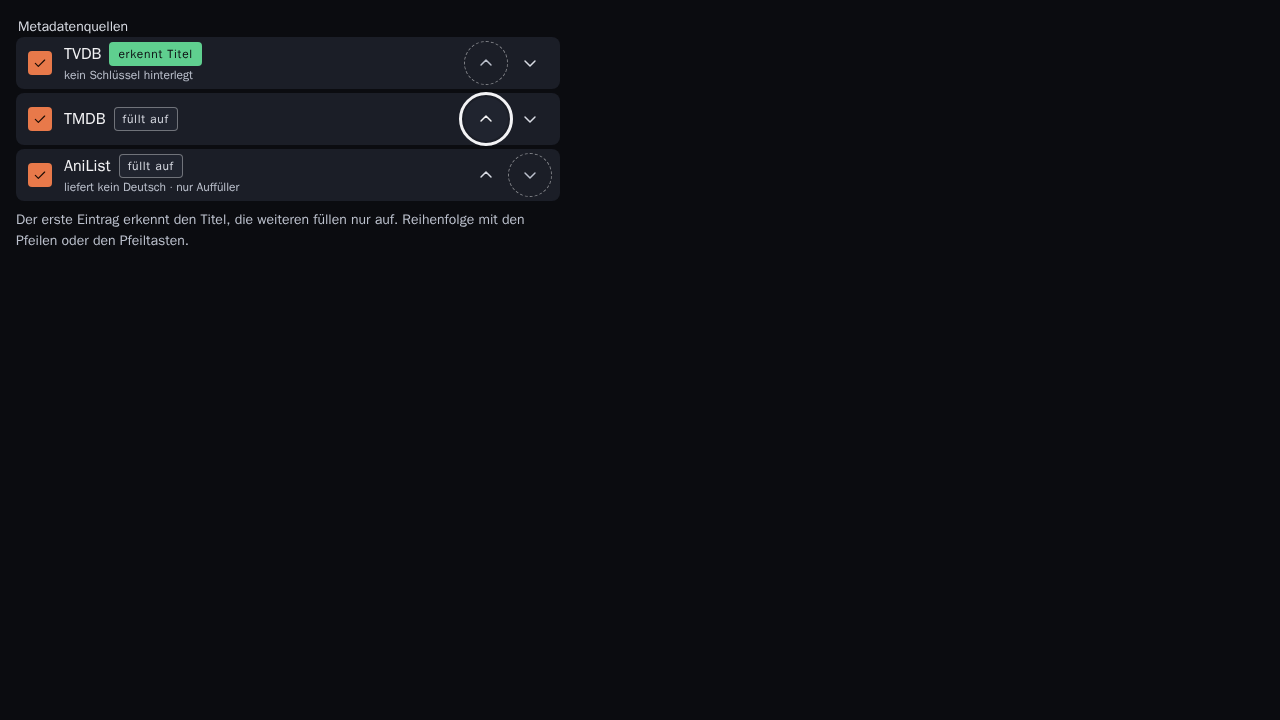 Metadatenquellen
TVDB erkennt Titel
kein Schlüssel hinterlegt
TMDB füllt auf
AniList füllt auf
liefert kein Deutsch · nur Auffüller
Der erste Eintrag erkennt den Titel, die weiteren füllen nur auf. Reihenfolge mit den
Pfeilen oder den Pfeiltasten.